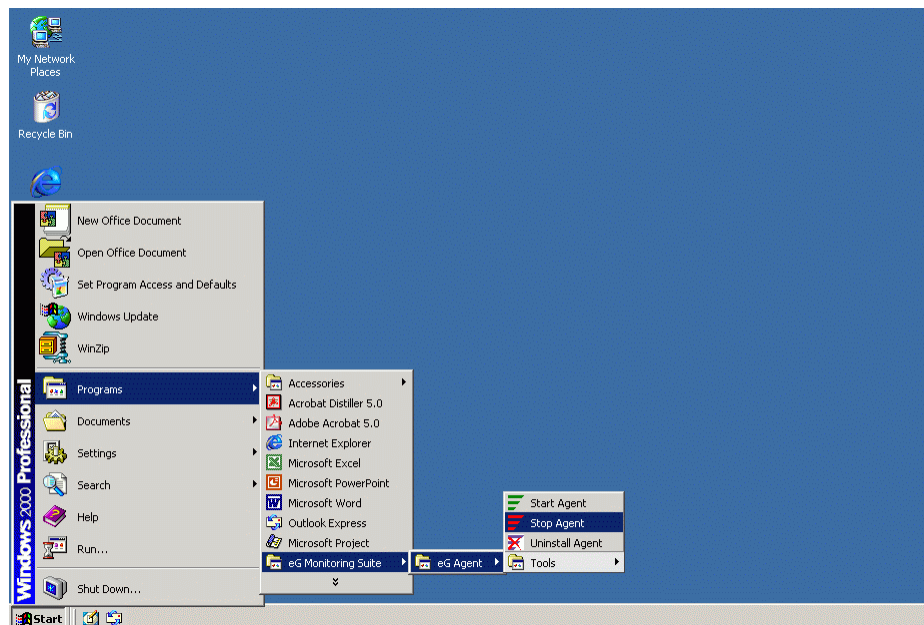 My Network
Places
Recycle Bin
New Office Document
Open Office Document
Set Program Access and Defaults
Windows Update
WinZip
Programs
Documents
Settings
Search
Help
Run...
Shut Down...
Windows 2000 Professional
Accessories
Acrobat Distiller 5.0
Adobe Acrobat 5.0
Internet Explorer
Microsoft Excel
Microsoft PowerPoint
Microsoft Word
Outlook Express
Microsoft Project
eG Monitoring Suite
eG Agent
Start Agent
Stop Agent
Uninstall Agent
Tools
Start